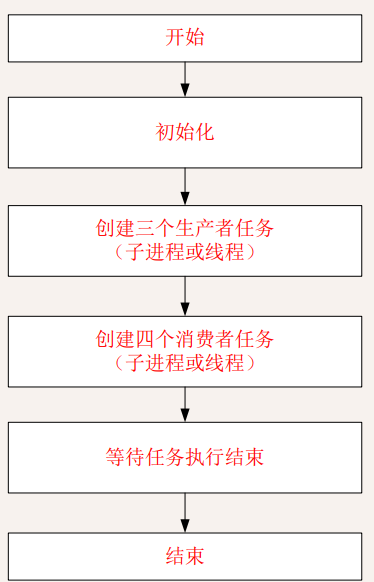 开始
初始化
创建三个生产者任务
（子进程或线程）
创建四个消费者任务
（子进程或线程）
等待任务执行结束
结束